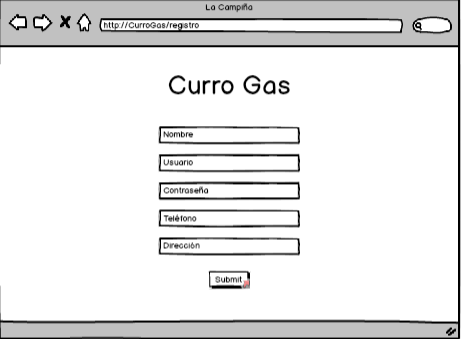 La Campiña
http://CurroGas/registro
Curro Gas
Nombre
Usuario
Contraseña
Teléfono
Dirección
Submit